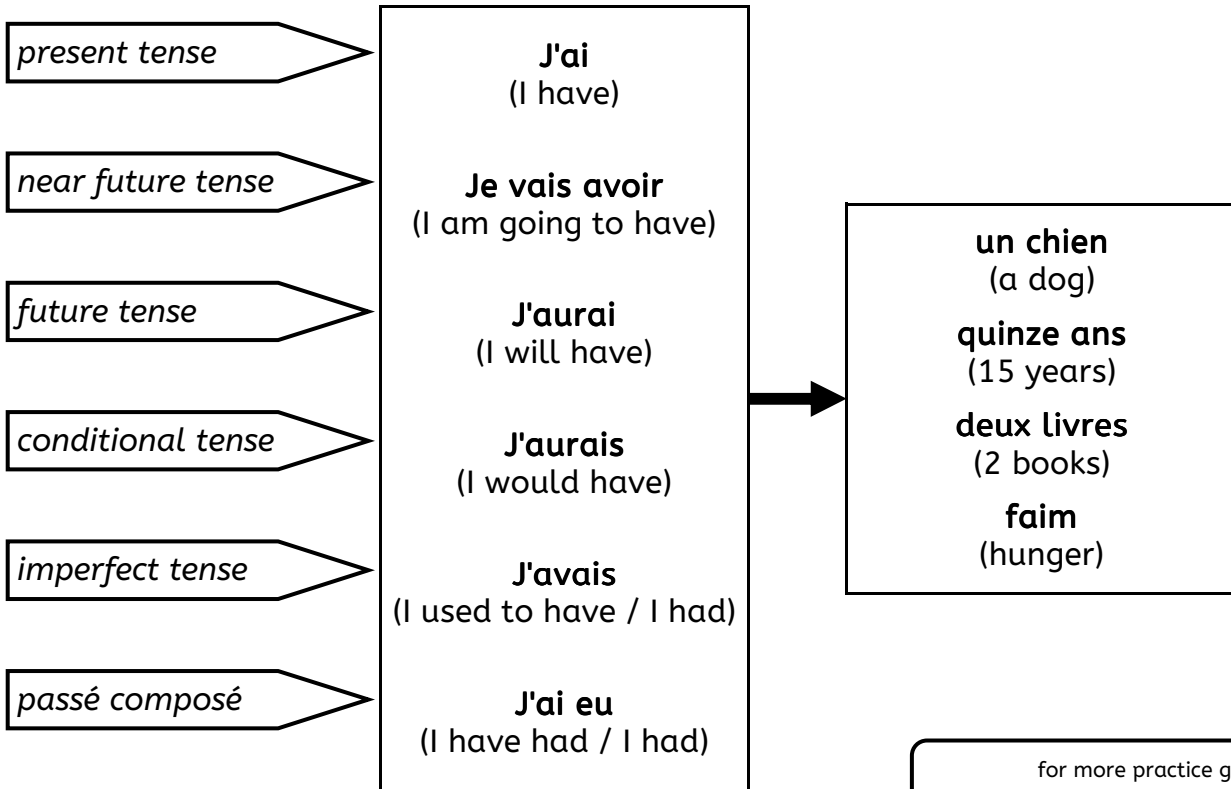 present tense
J'ai
(I have)
near future tense
Je vais avoir
(I am going to have)
future tense
J'aurai
(I will have)
conditional tense
J'aurais
(I would have)
imperfect tense
J'avais
(I used to have / I had)
passé composé
J'ai eu
(I have had / I had)
un chien
(a dog)
quinze ans
(15 years)
deux livres
(2 books)
faim
(hunger)
for more practice g